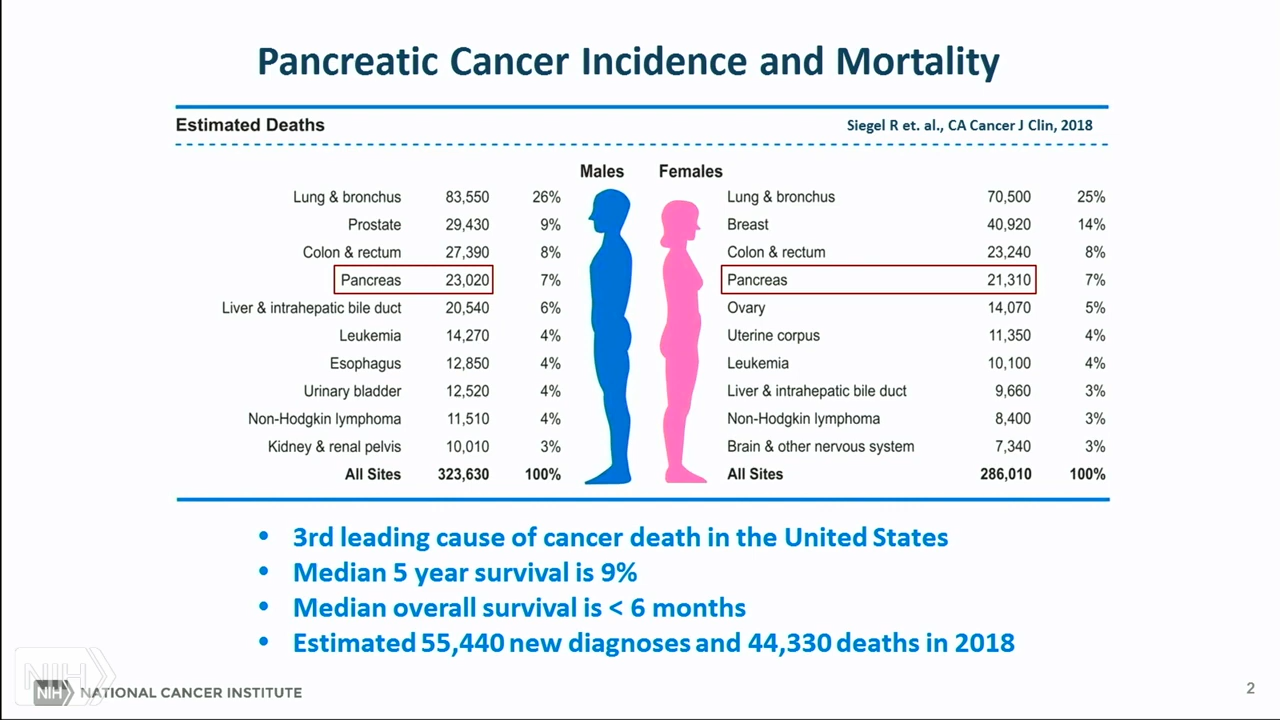 Pancreatic Cancer Incidence and Mortality
Estimated Deaths Siegel R et. al., CA Cancer J Clin, 2018
Males Females
Lung & bronchus 83,550 26% Lung & bronchus 70,500 25%
Prostate 29,430 9% Breast 40,920 14%
Colon & rectum 27,390 8% Colon & rectum 23,240 8%
Pancreas 23,020 7% Pancreas 21,310 7%
Liver & intrahepatic bile duct 20,540 6% Ovary 14,070 5%
Leukemia 14,270 4% Uterine corpus 11,350 4%
Esophagus 12,850 4% Leukemia 10,100 4%
Urinary bladder 12,520 4% Liver & intrahepatic bile duct 9,660 3%
Non-Hodgkin lymphoma 11,510 4% Non-Hodgkin lymphoma 8,400 3%
Kidney & renal pelvis 10,010 3% Brain & other nervous system 7,340 3%
All Sites 323,630 100% All Sites 286,010 100%
• 3rd leading cause of cancer death in the United States
• Median 5 year survival is 9%
• Median overall survival is < 6 months
• Estimated 55,440 new diagnoses and 44,330 deaths in 2018
NIH
NIH NATIONAL CANCER INSTITUTE 2